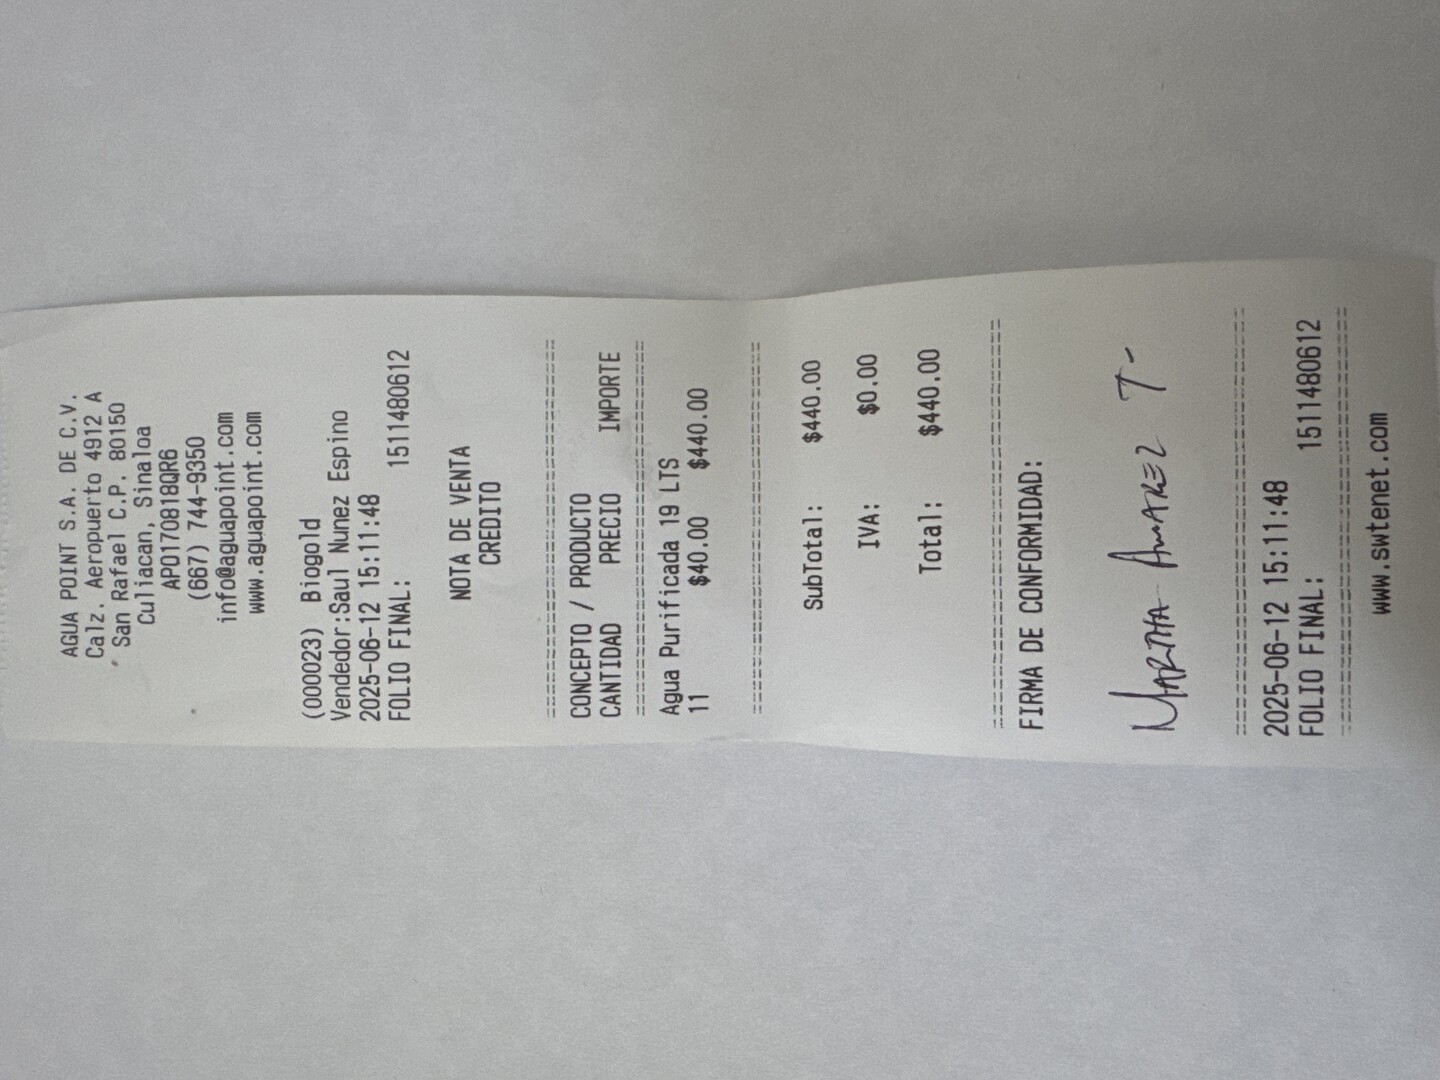 AGUA POINT S.A. DE C.V.
Calz. Aeropuerto 4912 A
San Rafael C.P. 80150
Culiacan, Sinaloa
APO170818QR6
(667) 744-9350
info@aguapoint.com
www.aguapoint.com
(000023) Biogold
Vendedor:Saul Nunez Espino
2025-06-12 15:11:48
FOLIO FINAL: 1511480612
NOTA DE VENTA
CREDITO
==============================
CONCEPTO / PRODUCTO
CANTIDAD PRECIO IMPORTE
==============================
Agua Purificada 19 LTS
11 $40.00 $440.00
==============================
SubTotal: $440.00
IVA: $0.00
Total: $440.00
==============================
FIRMA DE CONFORMIDAD:
MARTHA T-
==============================
2025-06-12 15:11:48
FOLIO FINAL: 1511480612
==============================
www.swtenet.com